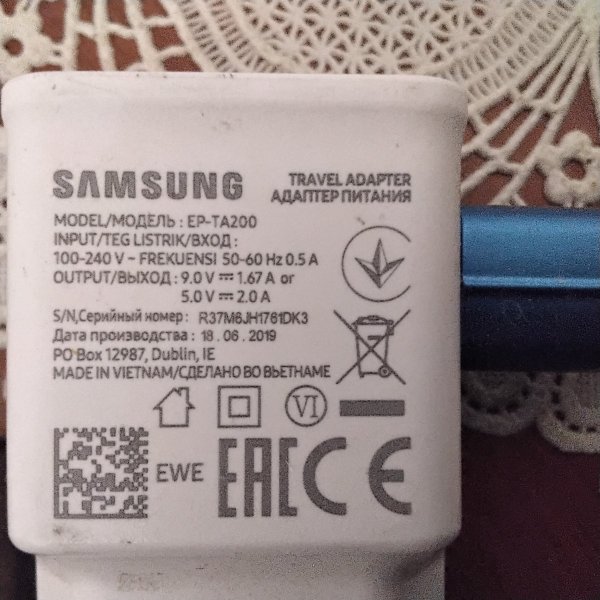 SAMSUNG
TRAVEL ADAPTER
АДАПТЕР ПИТАНИЯ
MODEL/МОДЕЛЬ : EP-TA200
INPUT/TEG LISTRIK/ВХОД :
100-240 V ~ FREKUENSI 50-60 Hz 0.5 A
OUTPUT/ВЫХОД : 9.0 V ⎓ 1.67 A or
5.0 V ⎓ 2.0 A
S/N,Серийный номер: R37M6JH1761DK3
Дата производства : 18.06.2019
PO Box 12987, Dublin, IE
MADE IN VIETNAM/СДЕЛАНО ВО ВЬЕТНАМЕ
VI
EWE
EAC CE